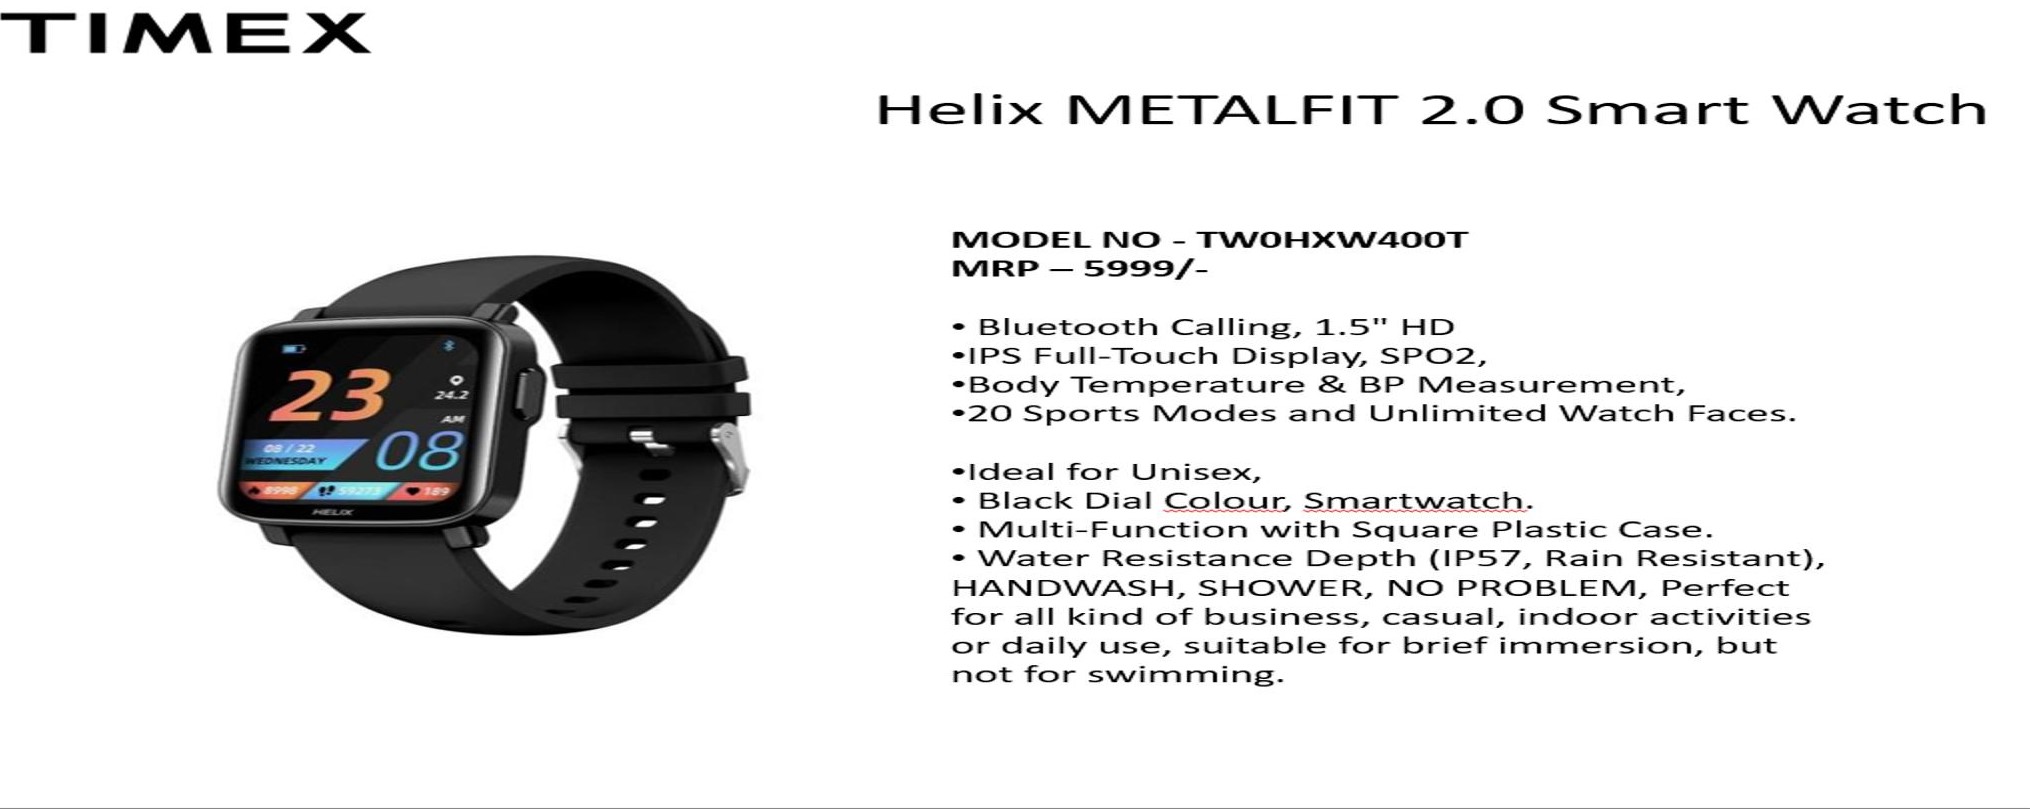 TIMEX
Helix METALFIT 2.0 Smart Watch
MODEL NO - TW0HXW400T
MRP – 5999/-
• Bluetooth Calling, 1.5" HD
•IPS Full-Touch Display, SPO2,
•Body Temperature & BP Measurement,
•20 Sports Modes and Unlimited Watch Faces.
•Ideal for Unisex,
• Black Dial Colour, Smartwatch.
• Multi-Function with Square Plastic Case.
• Water Resistance Depth (IP57, Rain Resistant),
HANDWASH, SHOWER, NO PROBLEM, Perfect
for all kind of business, casual, indoor activities
or daily use, suitable for brief immersion, but
not for swimming.
23
24.2
AM
08 / 22
WEDNESDAY
08
8998 59273 189
HELIX